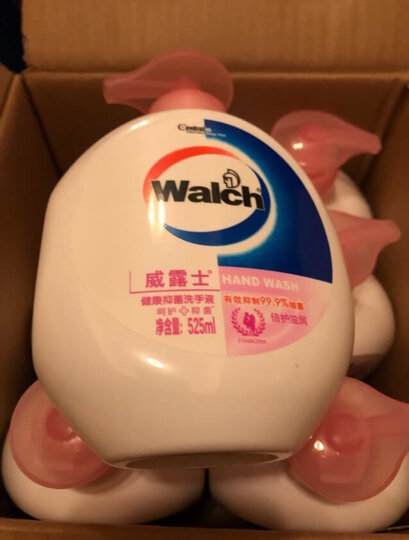 Walch
威露士
HAND WASH
健康抑菌洗手液
呵护+抑菌
净含量: 525ml
有效抑制99.9%细菌
倍护滋润